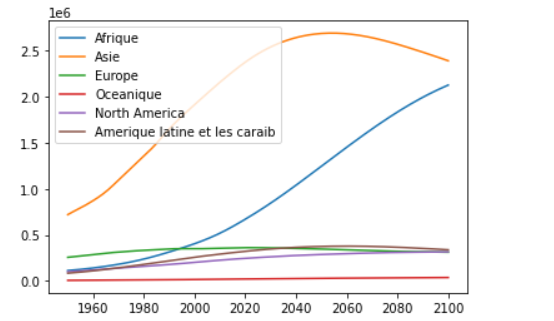 1e6
Afrique
Asie
Europe
Oceanique
North America
Amerique latine et les caraib
2.5
2.0
1.5
1.0
0.5
0.0
1960 1980 2000 2020 2040 2060 2080 2100